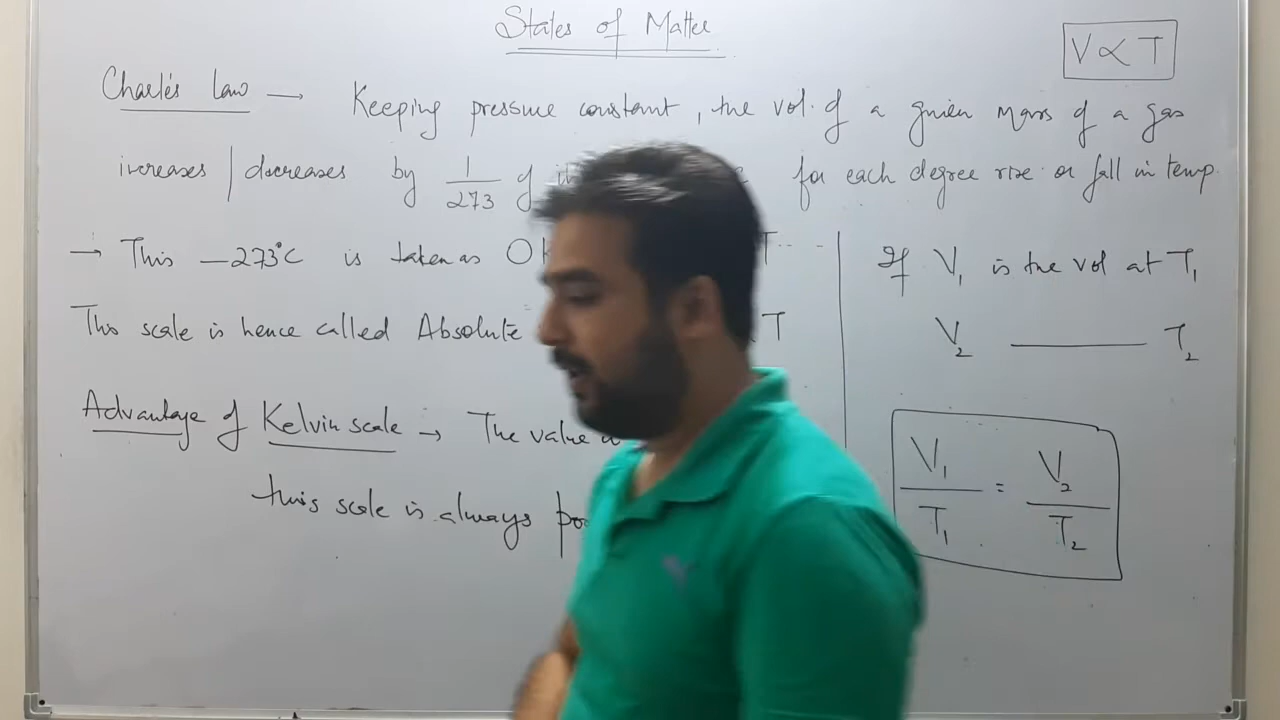 States of Matter
V ∝ T
Charles Law → Keeping pressure constant, the vol. of a given mass of a gas
increases / decreases by 1/273 of for each degree rise or fall in temp.
→ This -273°C is taken as 0 K T
This scale is hence called Absolute T
Advantage of Kelvin scale → The value
this scale is always
If V₁ is the vol at T₁
V₂ ——— T₂
V₁/T₁ = V₂/T₂